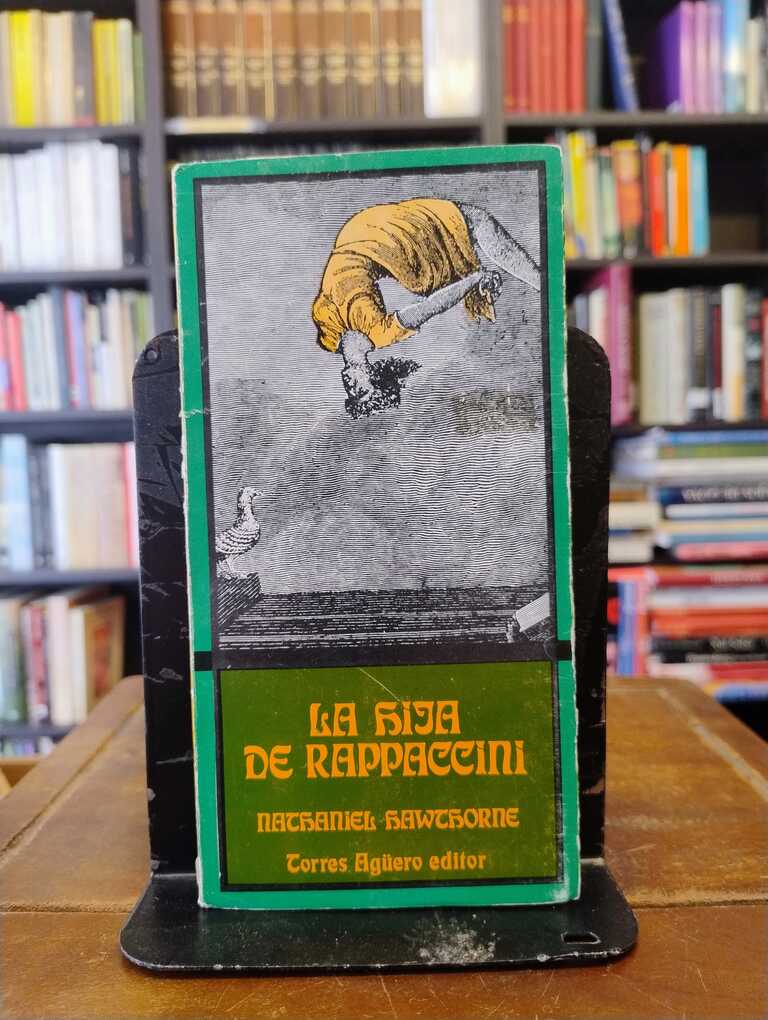 LA HIJA
DE RAPPACCINI
NATHANIEL HAWTHORNE
Torres Agüero editor